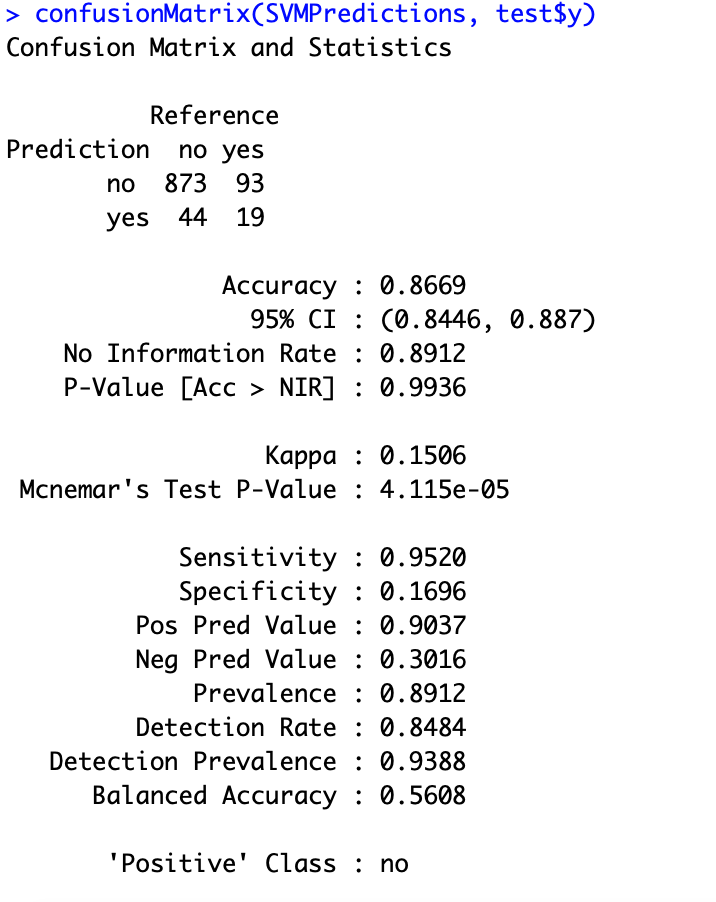 > confusionMatrix(SVMPredictions, test$y)
Confusion Matrix and Statistics
Reference
Prediction no yes
no 873 93
yes 44 19
Accuracy : 0.8669
95% CI : (0.8446, 0.887)
No Information Rate : 0.8912
P-Value [Acc > NIR] : 0.9936
Kappa : 0.1506
Mcnemar's Test P-Value : 4.115e-05
Sensitivity : 0.9520
Specificity : 0.1696
Pos Pred Value : 0.9037
Neg Pred Value : 0.3016
Prevalence : 0.8912
Detection Rate : 0.8484
Detection Prevalence : 0.9388
Balanced Accuracy : 0.5608
'Positive' Class : no